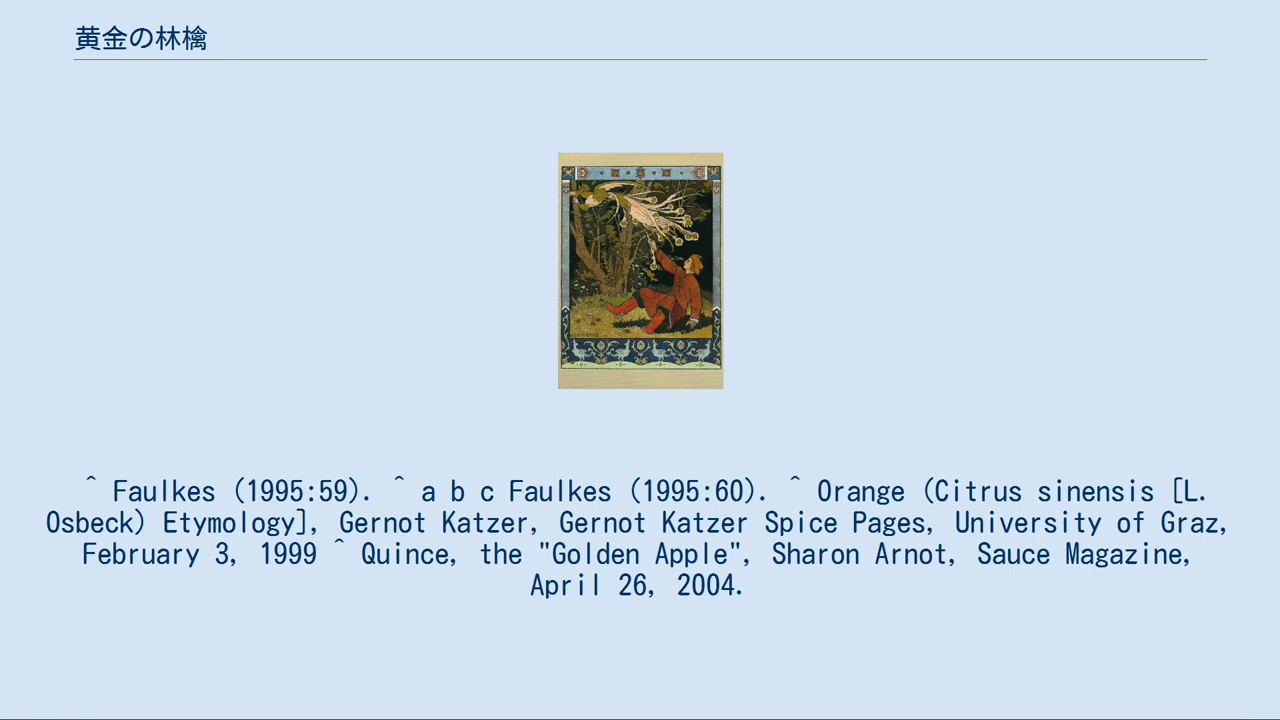 黄金の林檎
^ Faulkes (1995:59). ^ a b c Faulkes (1995:60). ^ Orange (Citrus sinensis [L.
Osbeck) Etymology], Gernot Katzer, Gernot Katzer Spice Pages, University of Graz,
February 3, 1999 ^ Quince, the "Golden Apple", Sharon Arnot, Sauce Magazine,
April 26, 2004.